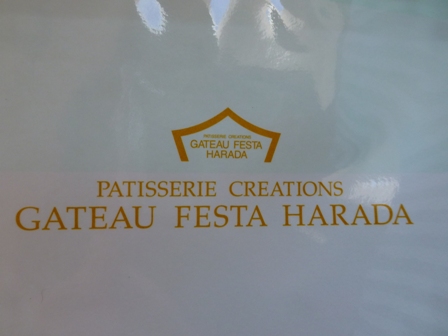 PATISSERIE CREATIONS
GATEAU FESTA
HARADA
PATISSERIE CREATIONS
GATEAU FESTA HARADA